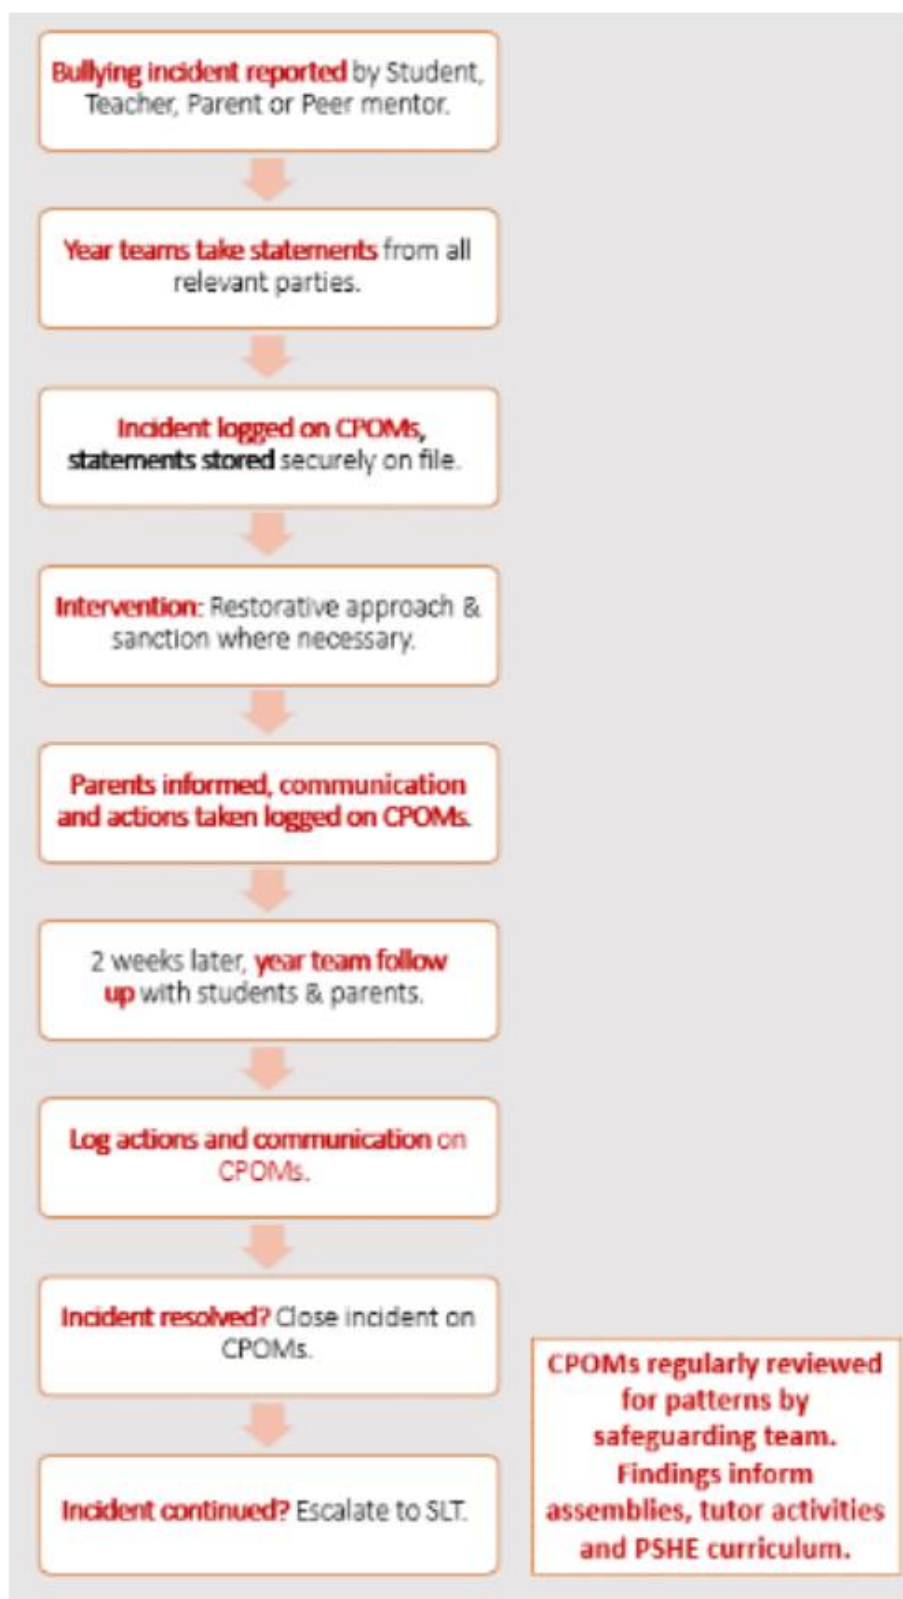 Bullying incident reported by Student,
Teacher, Parent or Peer mentor.
Year teams take statements from all
relevant parties.
Incident logged on CPOMs,
statements stored securely on file.
Intervention: Restorative approach &
sanction where necessary.
Parents informed, communication
and actions taken logged on CPOMs.
2 weeks later, year team follow
up with students & parents.
Log actions and communication on
CPOMs.
Incident resolved? Close incident on
CPOMs.
Incident continued? Escalate to SLT.
CPOMs regularly reviewed
for patterns by
safeguarding team.
Findings inform
assemblies, tutor activities
and PSHE curriculum.